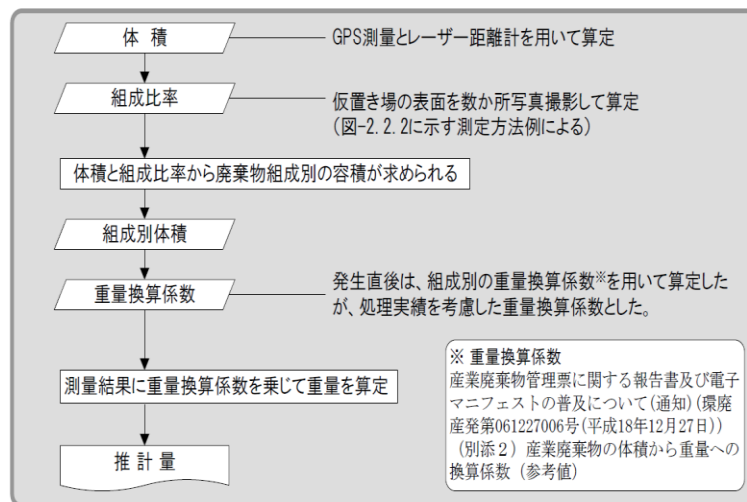 体 積
GPS測量とレーザー距離計を用いて算定
組成比率
仮置き場の表面を数か所写真撮影して算定
(図-2.2.2に示す測定方法例による)
体積と組成比率から廃棄物組成別の容積が求められる
組成別体積
重量換算係数
発生直後は、組成別の重量換算係数※を用いて算定した
が、処理実績を考慮した重量換算係数とした。
測量結果に重量換算係数を乗じて重量を算定
推 計 量
※ 重量換算係数
産業廃棄物管理票に関する報告書及び電子
マニフェストの普及について(通知)(環廃
産発第061227006号(平成18年12月27日))
(別添2)産業廃棄物の体積から重量への
換算係数(参考値)